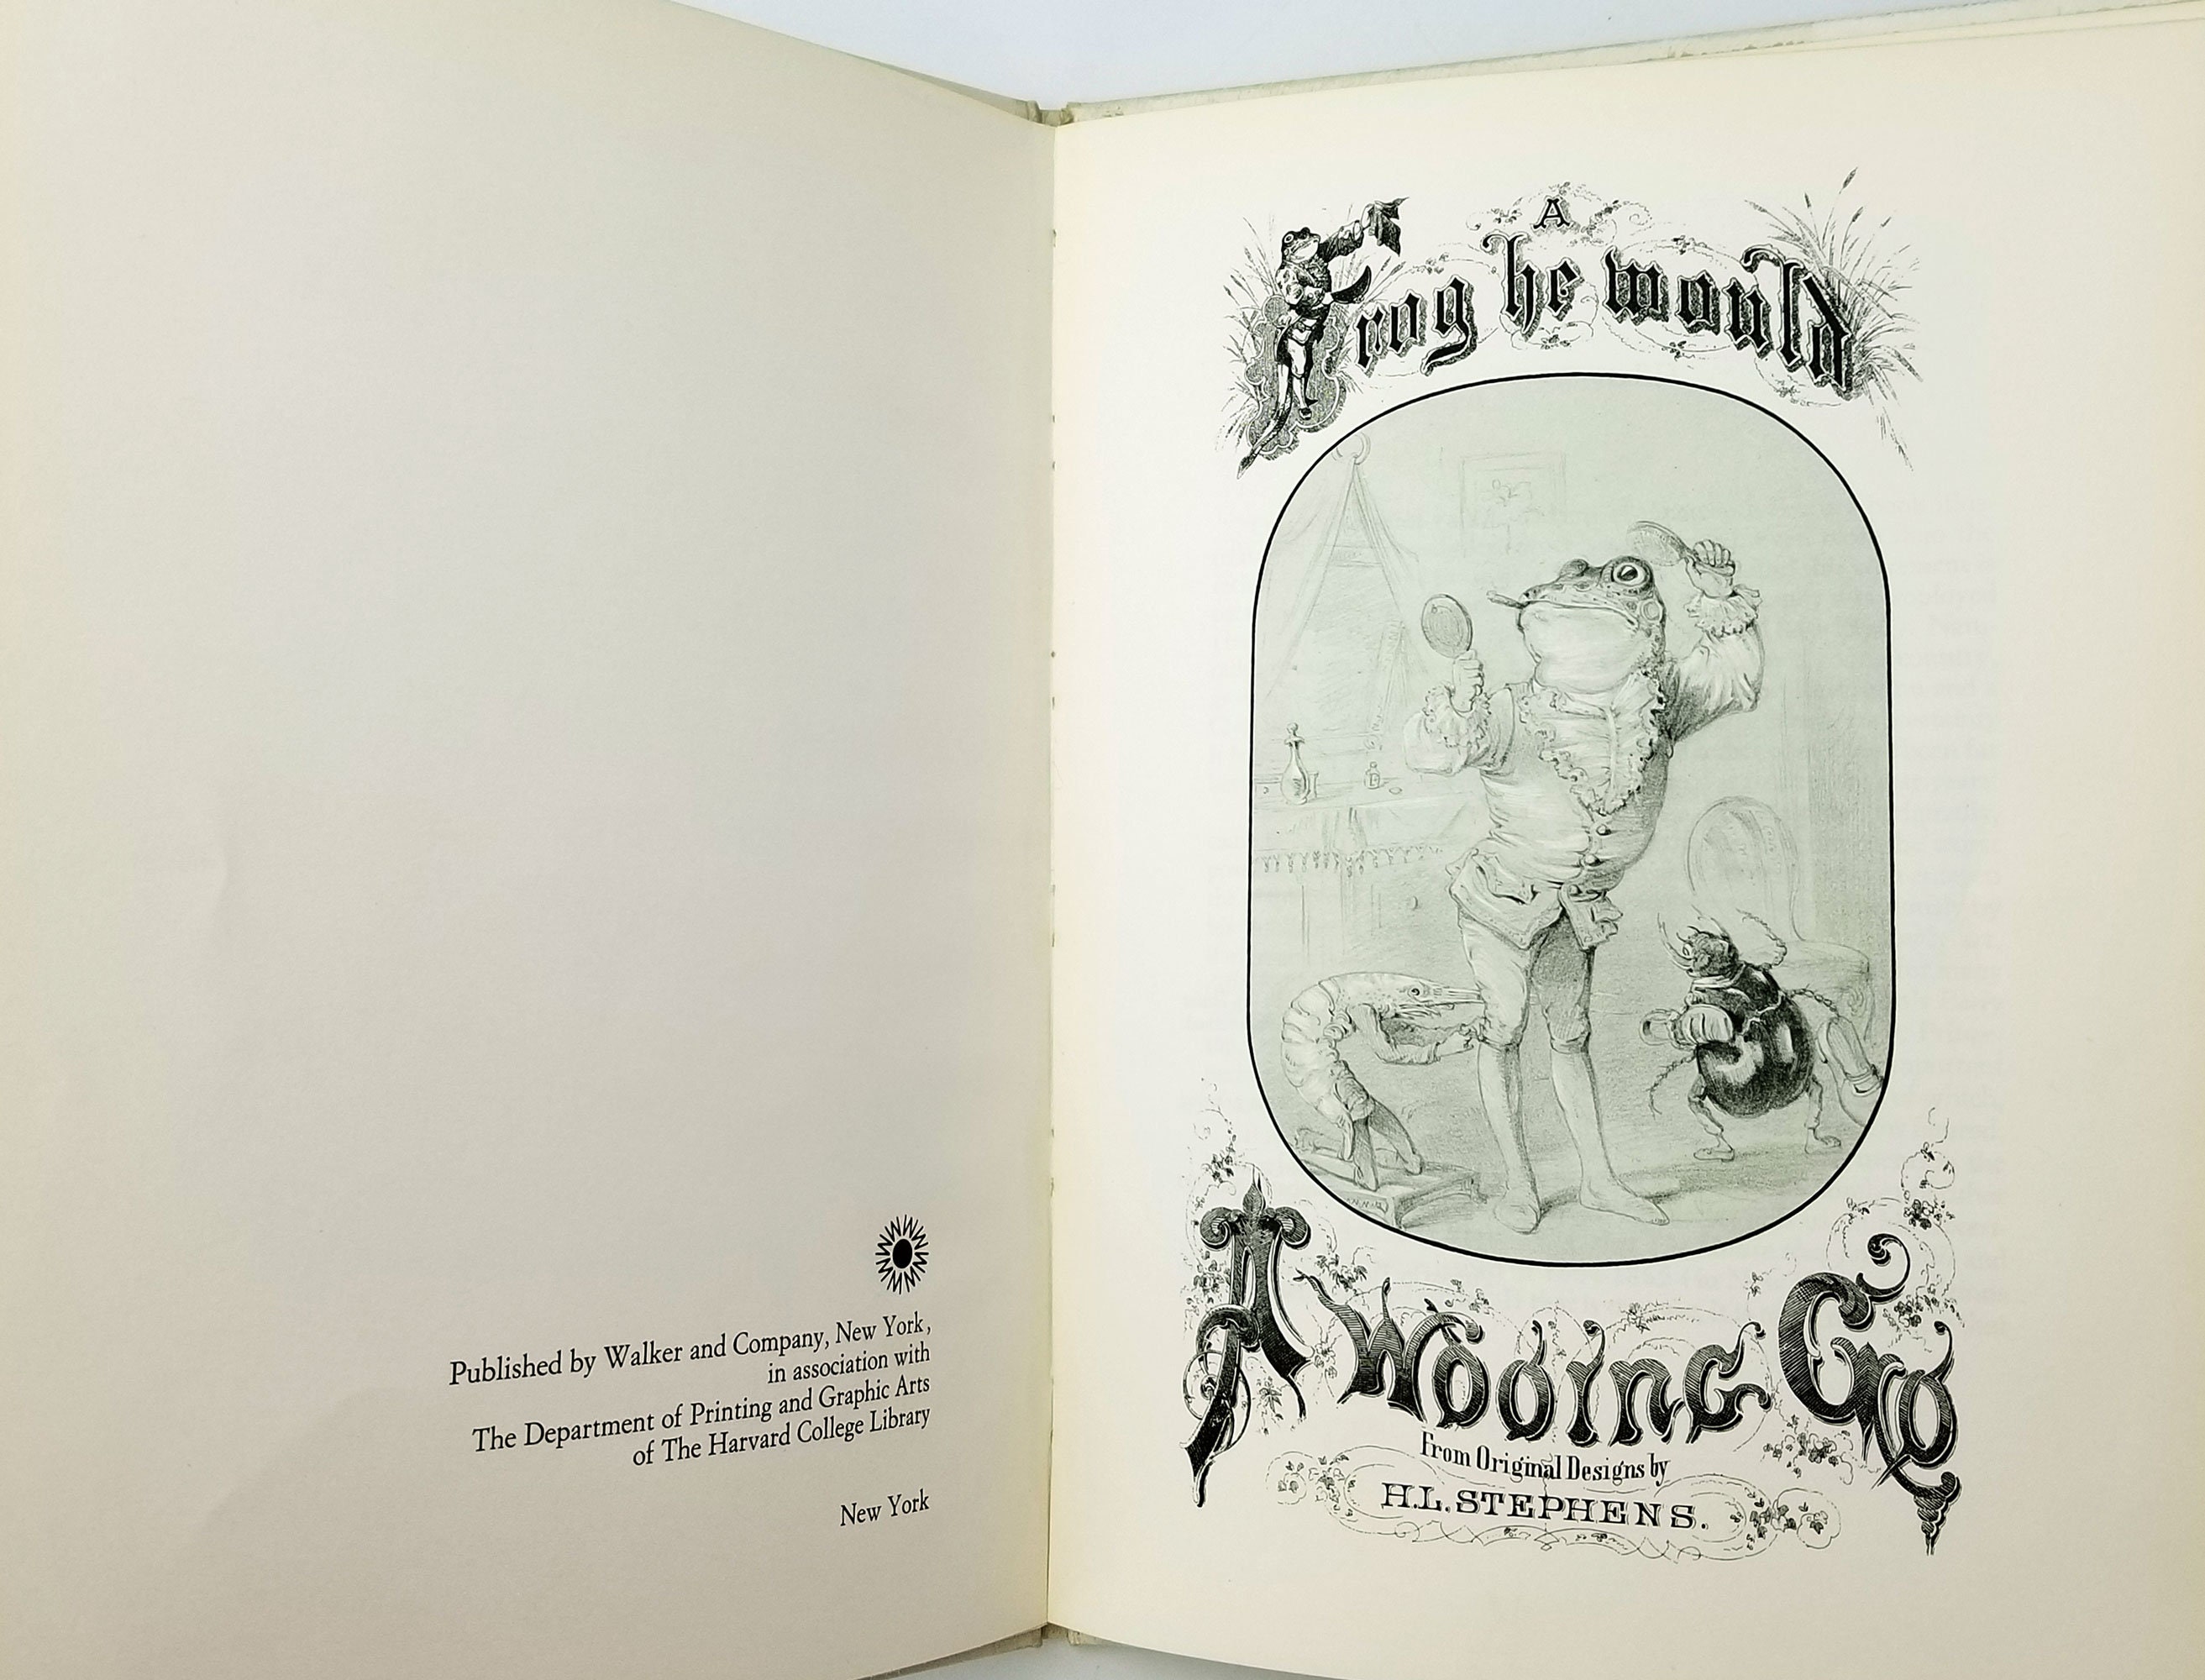 Published by Walker and Company, New York,
in association with
The Department of Printing and Graphic Arts
of The Harvard College Library
New York
A
Frog he would
A Wooing Go
From Original Designs by
H.L. STEPHENS.